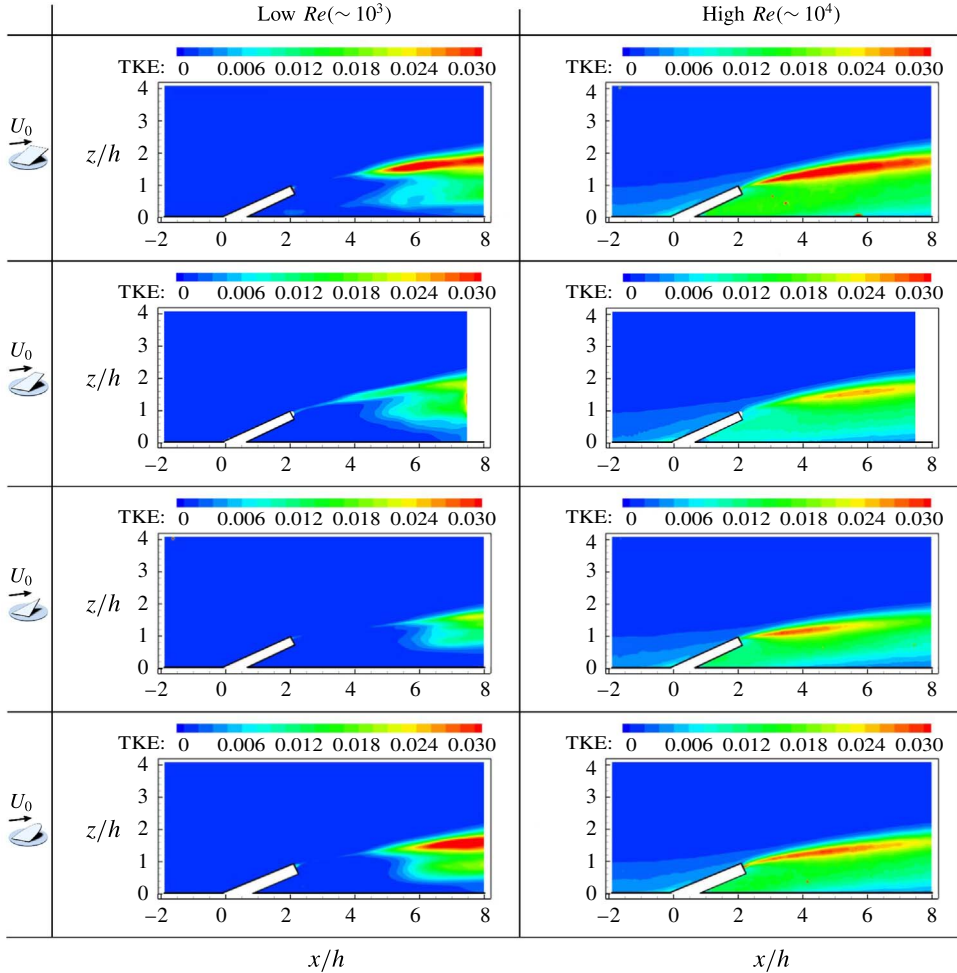 Low Re(∼ 10³) High Re(∼ 10⁴)
TKE: 0 0.006 0.012 0.018 0.024 0.030 TKE: 0 0.006 0.012 0.018 0.024 0.030
4 4
U₀ 3 3
z/h 2 2
1 1
0 0
−2 0 2 4 6 8 −2 0 2 4 6 8
TKE: 0 0.006 0.012 0.018 0.024 0.030 TKE: 0 0.006 0.012 0.018 0.024 0.030
4 4
U₀ 3 3
z/h 2 2
1 1
0 0
−2 0 2 4 6 8 −2 0 2 4 6 8
TKE: 0 0.006 0.012 0.018 0.024 0.030 TKE: 0 0.006 0.012 0.018 0.024 0.030
4 4
U₀ 3 3
z/h 2 2
1 1
0 0
−2 0 2 4 6 8 −2 0 2 4 6 8
TKE: 0 0.006 0.012 0.018 0.024 0.030 TKE: 0 0.006 0.012 0.018 0.024 0.030
4 4
U₀ 3 3
z/h 2 2
1 1
0 0
−2 0 2 4 6 8 −2 0 2 4 6 8
x/h x/h